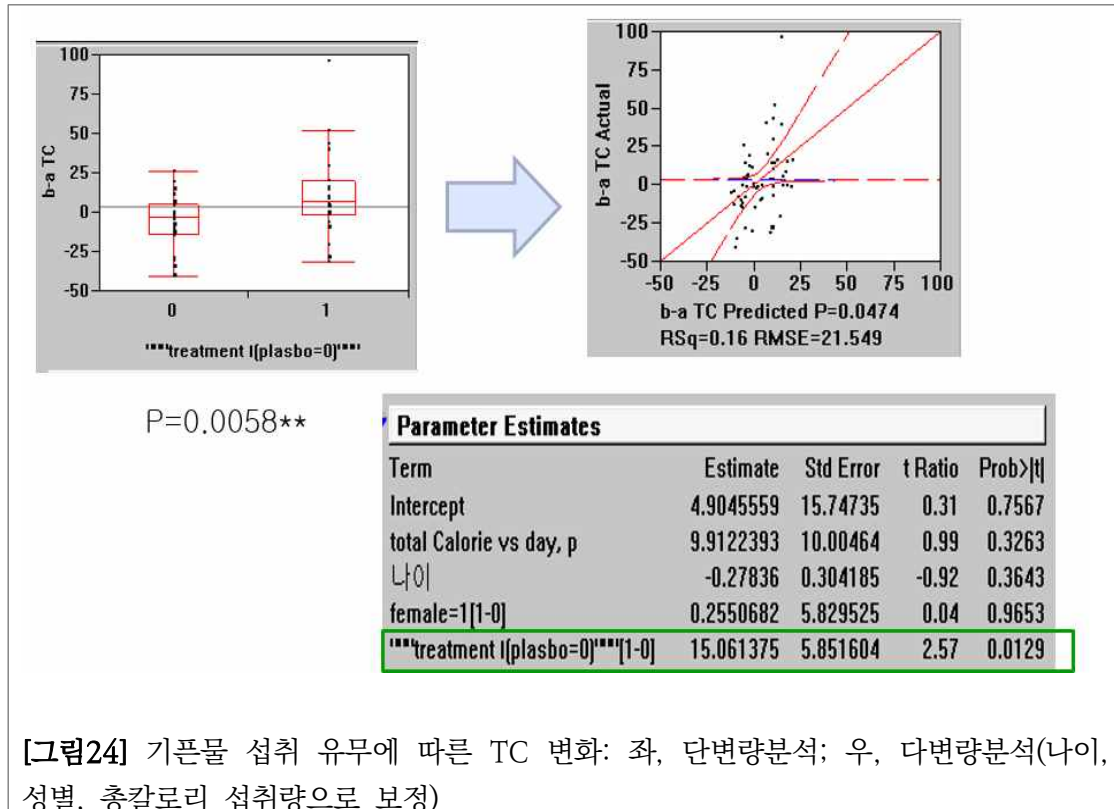 100
75
50
25
0
-25
-50
b-a TC
0 1
""'treatment I(plasbo=0)'""
100
75
50
25
0
-25
-50
b-a TC Actual
-50 -25 0 25 50 75 100
b-a TC Predicted P=0.0474
RSq=0.16 RMSE=21.549
P=0.0058**
Parameter Estimates
Term Estimate Std Error t Ratio Prob>|t|
Intercept 4.9045559 15.74735 0.31 0.7567
total Calorie vs day, p 9.9122393 10.00464 0.99 0.3263
나이 -0.27836 0.304185 -0.92 0.3643
female=1[1-0] 0.2550682 5.829525 0.04 0.9653
""'treatment I(plasbo=0)""'[1-0] 15.061375 5.851604 2.57 0.0129
[그림24] 기픈물 섭취 유무에 따른 TC 변화: 좌, 단변량분석; 우, 다변량분석(나이,
성별, 총칼로리 섭취량으로 보정)